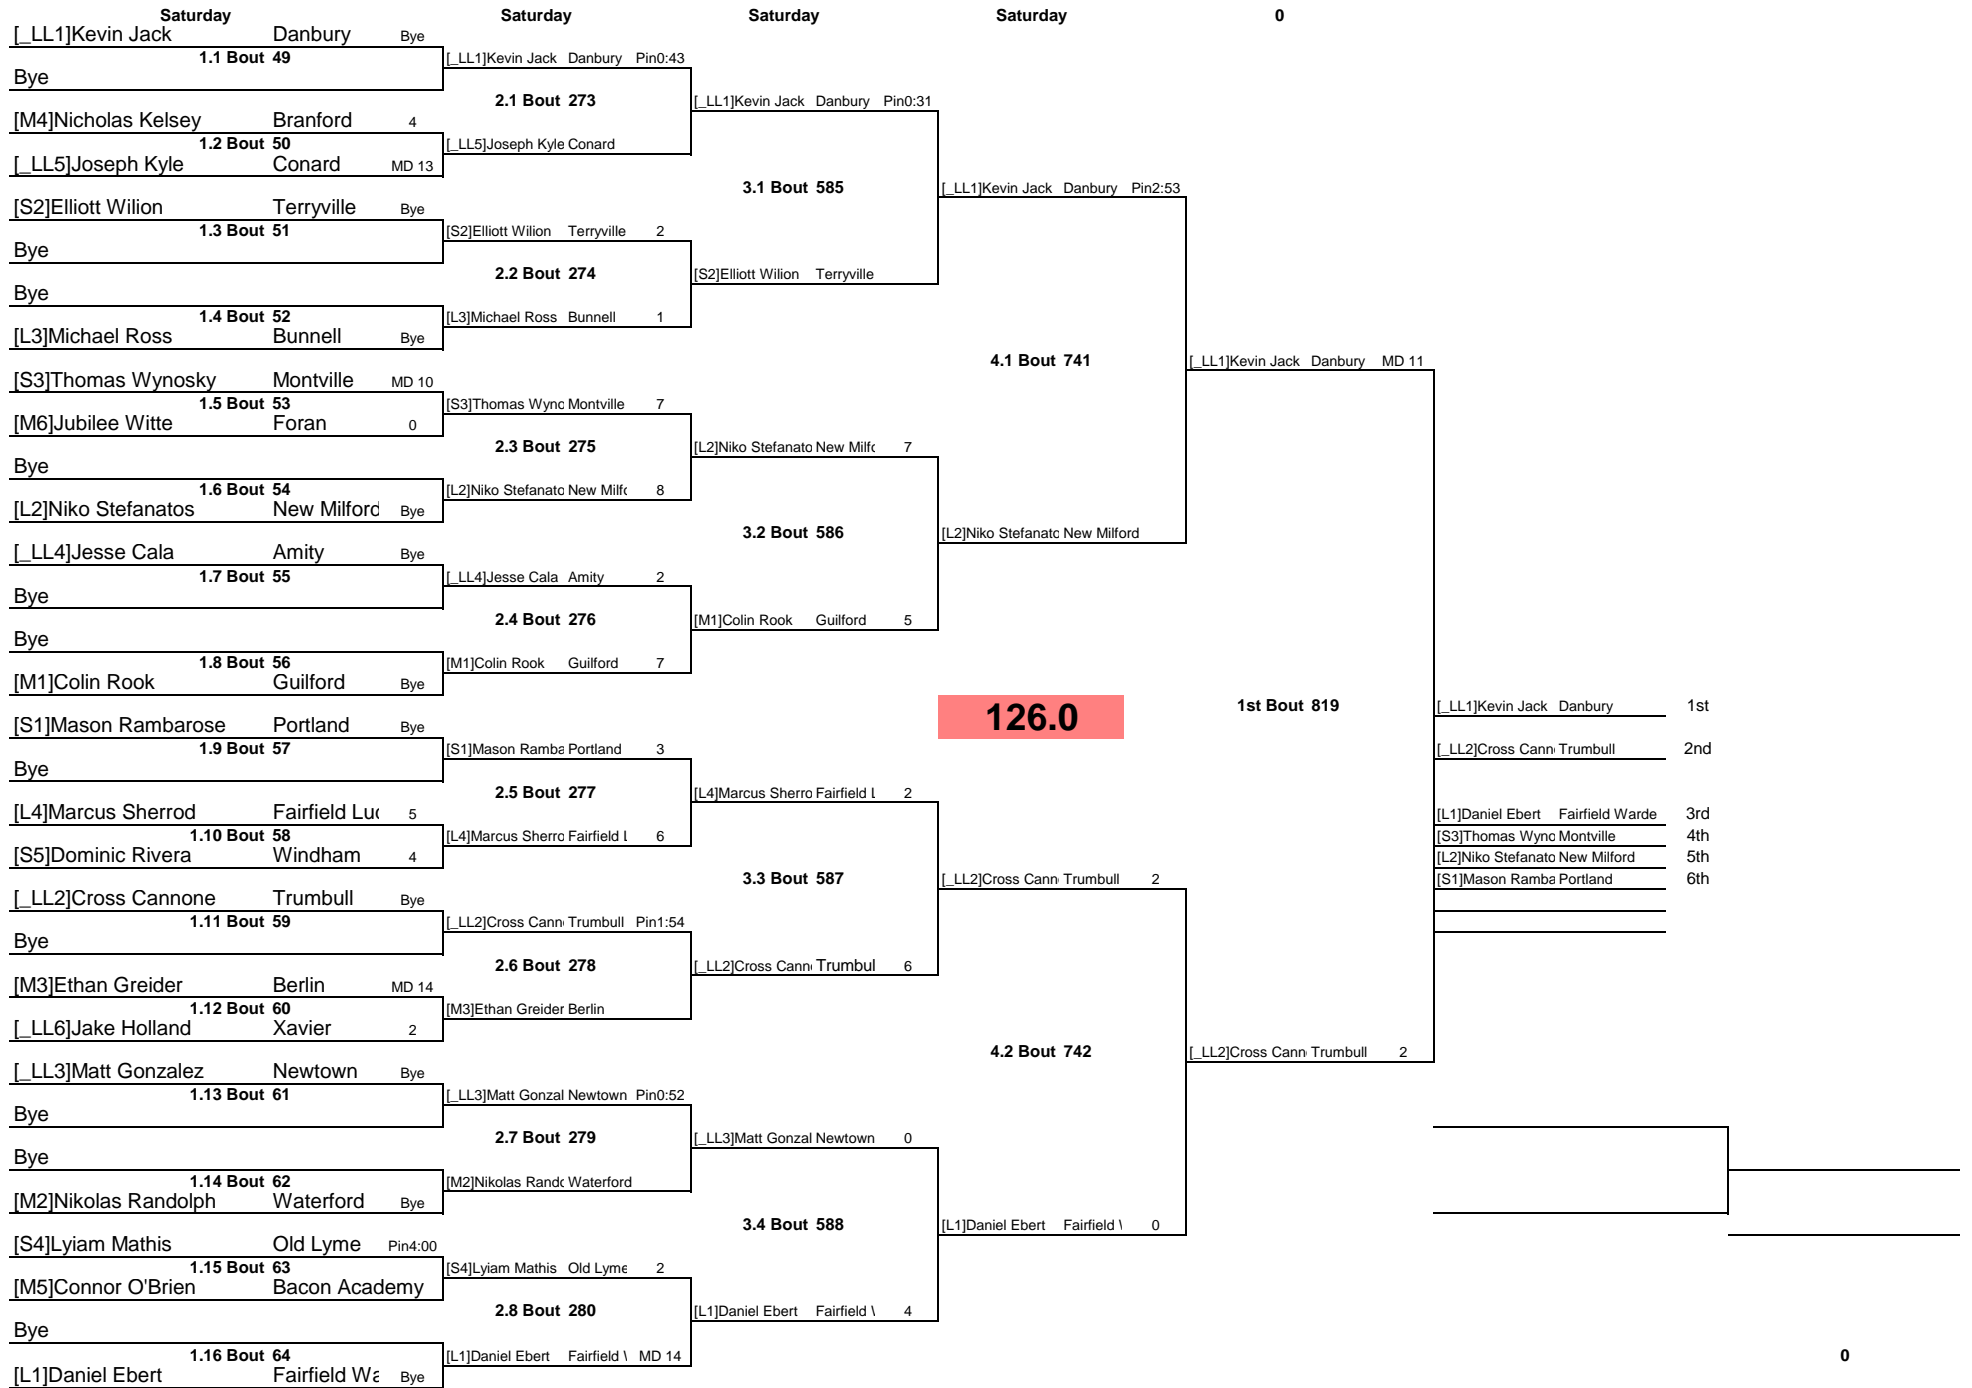 Saturday Saturday Saturday Saturday 0
[_LL1]Kevin Jack Danbury Bye
1.1 Bout 49 [_LL1]Kevin Jack Danbury Pin0:43
Bye
2.1 Bout 273 [_LL1]Kevin Jack Danbury Pin0:31
[M4]Nicholas Kelsey Branford 4
1.2 Bout 50 [_LL5]Joseph Kyle Conard
[_LL5]Joseph Kyle Conard MD 13
3.1 Bout 585 [_LL1]Kevin Jack Danbury Pin2:53
[S2]Elliott Wilion Terryville Bye
1.3 Bout 51 [S2]Elliott Wilion Terryville 2
Bye
2.2 Bout 274 [S2]Elliott Wilion Terryville
Bye
1.4 Bout 52 [L3]Michael Ross Bunnell 1
[L3]Michael Ross Bunnell Bye
4.1 Bout 741 [_LL1]Kevin Jack Danbury MD 11
[S3]Thomas Wynosky Montville MD 10
1.5 Bout 53 [S3]Thomas Wync Montville 7
[M6]Jubilee Witte Foran 0
2.3 Bout 275 [L2]Niko Stefanato New Milfc 7
Bye
1.6 Bout 54 [L2]Niko Stefanato New Milfc 8
[L2]Niko Stefanatos New Milford Bye
3.2 Bout 586 [L2]Niko Stefanatc New Milford
[_LL4]Jesse Cala Amity Bye
1.7 Bout 55 [_LL4]Jesse Cala Amity 2
Bye
2.4 Bout 276 [M1]Colin Rook Guilford 5
Bye
1.8 Bout 56 [M1]Colin Rook Guilford 7
[M1]Colin Rook Guilford Bye
126.0 1st Bout 819 [_LL1]Kevin Jack Danbury 1st
[S1]Mason Rambarose Portland Bye
1.9 Bout 57 [S1]Mason Ramba Portland 3 [_LL2]Cross Cann Trumbull 2nd
Bye
2.5 Bout 277 [L4]Marcus Sherro Fairfield L 2
[L4]Marcus Sherrod Fairfield Luc 5 [L1]Daniel Ebert Fairfield Warde 3rd
1.10 Bout 58 [L4]Marcus Sherro Fairfield L 6 [S3]Thomas Wync Montville 4th
[S5]Dominic Rivera Windham 4 [L2]Niko Stefanato New Milford 5th
3.3 Bout 587 [_LL2]Cross Cann Trumbull 2 [S1]Mason Ramba Portland 6th
[_LL2]Cross Cannone Trumbull Bye
1.11 Bout 59 [_LL2]Cross Cann Trumbull Pin1:54
Bye
2.6 Bout 278 [_LL2]Cross Cann Trumbul 6
[M3]Ethan Greider Berlin MD 14
1.12 Bout 60 [M3]Ethan Greider Berlin
[_LL6]Jake Holland Xavier 2
4.2 Bout 742 [_LL2]Cross Cann Trumbull 2
[_LL3]Matt Gonzalez Newtown Bye
1.13 Bout 61 [_LL3]Matt Gonzal Newtown Pin0:52
Bye
2.7 Bout 279 [_LL3]Matt Gonzal Newtown 0
Bye
1.14 Bout 62 [M2]Nikolas Randc Waterford
[M2]Nikolas Randolph Waterford Bye
3.4 Bout 588 [L1]Daniel Ebert Fairfield \ 0
[S4]Lyiam Mathis Old Lyme Pin4:00
1.15 Bout 63 [S4]Lyiam Mathis Old Lyme 2
[M5]Connor O'Brien Bacon Academy
2.8 Bout 280 [L1]Daniel Ebert Fairfield \ 4
Bye
1.16 Bout 64 [L1]Daniel Ebert Fairfield \ MD 14 0
[L1]Daniel Ebert Fairfield Wa Bye